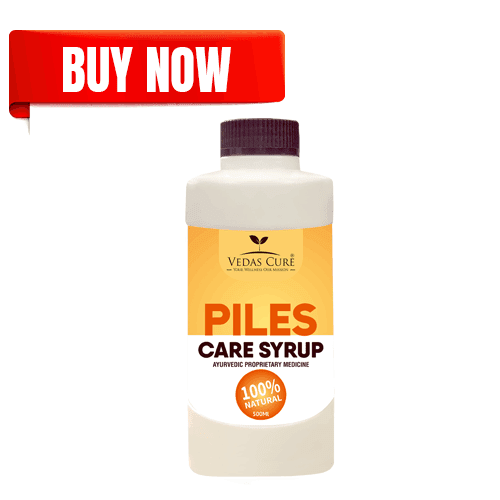 BUY NOW
VEDAS CURE®
YOUR WELLNESS OUR MISSION
PILES
CARE SYRUP
AYURVEDIC PROPRIETARY MEDICINE
100%
NATURAL
500Ml